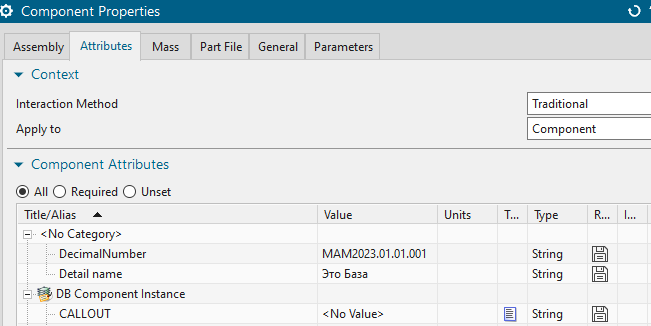 Component Properties
Assembly Attributes Mass Part File General Parameters
Context
Interaction Method Traditional
Apply to Component
Component Attributes
All Required Unset
Title/Alias Value Units T... Type R... I...
<No Category>
DecimalNumber MAM2023.01.01.001 String
Detail name Это База String
DB Component Instance
CALLOUT <No Value> String